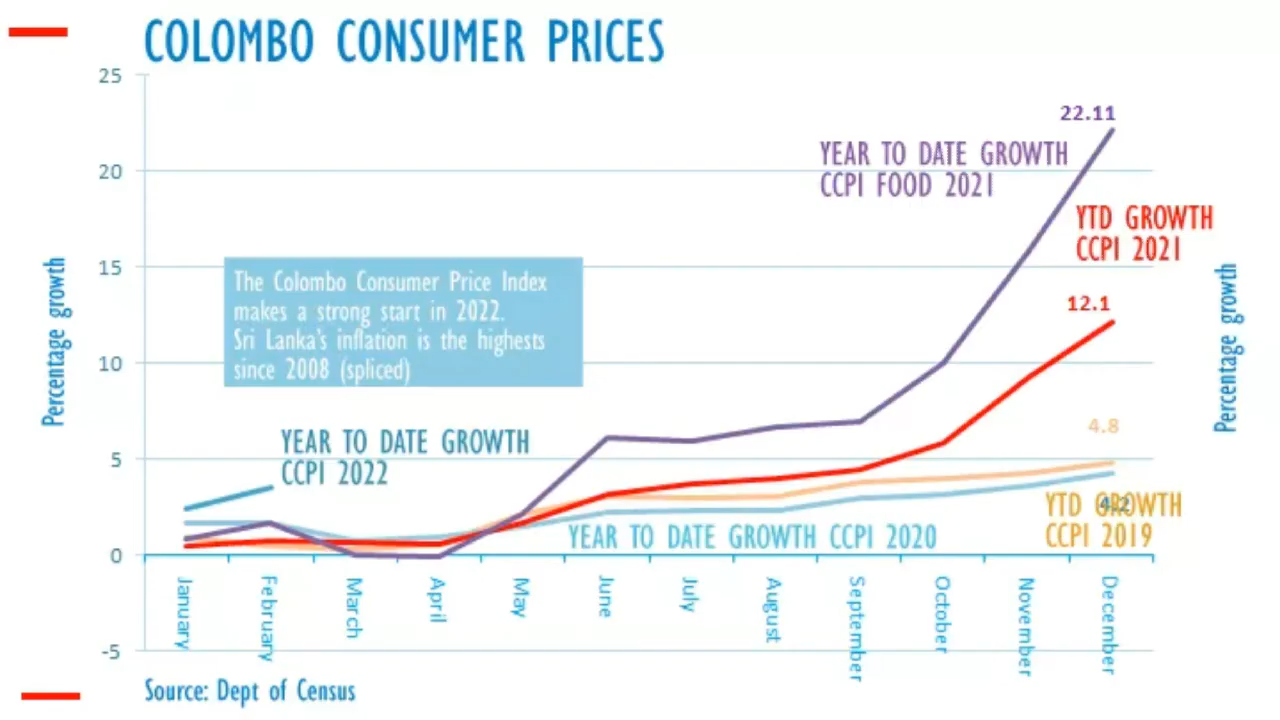 COLOMBO CONSUMER PRICES
25
20
15
10
5
0
-5
Percentage growth
Percentage growth
22.11
YEAR TO DATE GROWTH
CCPI FOOD 2021
YTD GROWTH
CCPI 2021
12.1
The Colombo Consumer Price Index
makes a strong start in 2022.
Sri Lanka's inflation is the highests
since 2008 (spliced)
4.8
YEAR TO DATE GROWTH
CCPI 2022
4.2
YTD GROWTH
CCPI 2019
YEAR TO DATE GROWTH CCPI 2020
January
February
March
April
May
June
July
August
September
October
November
December
Source: Dept of Census